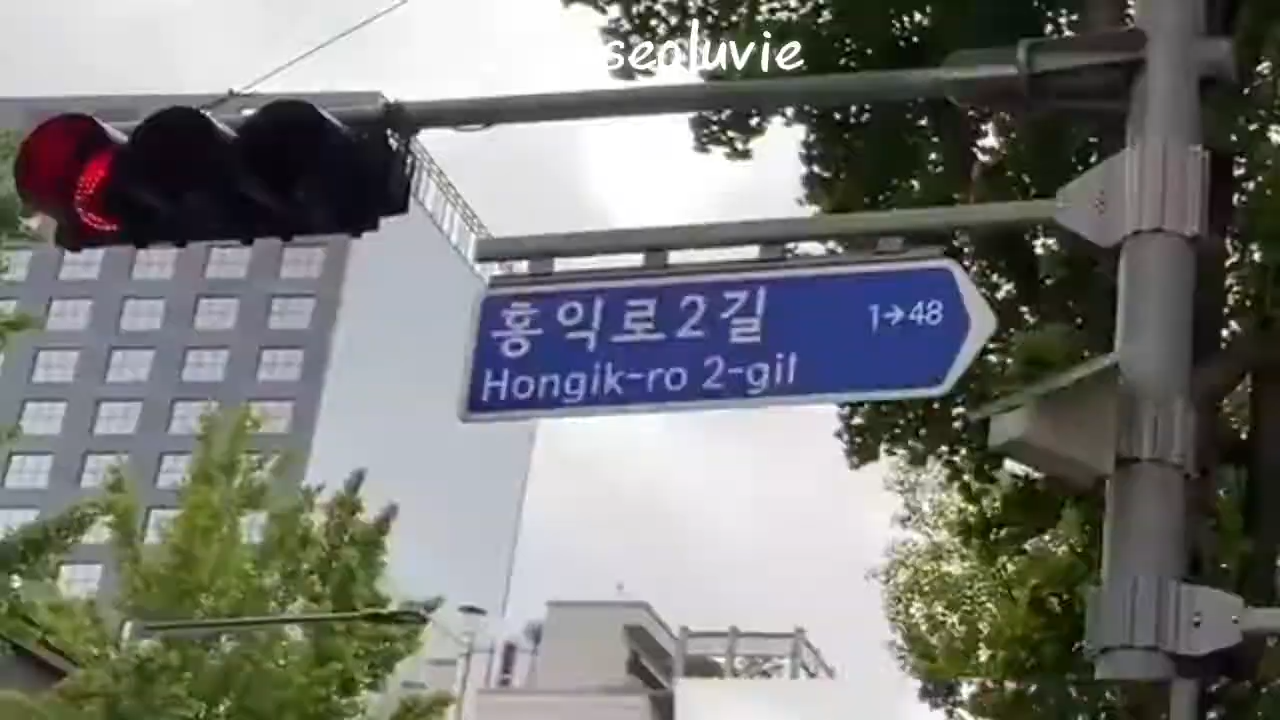 seoluvie
홍익로2길
1→48
Hongik-ro 2-gil